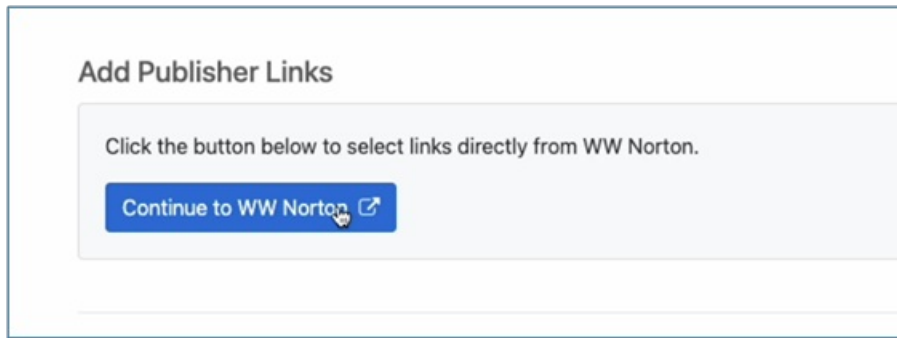 Add Publisher Links
Click the button below to select links directly from WW Norton.
Continue to WW Norton